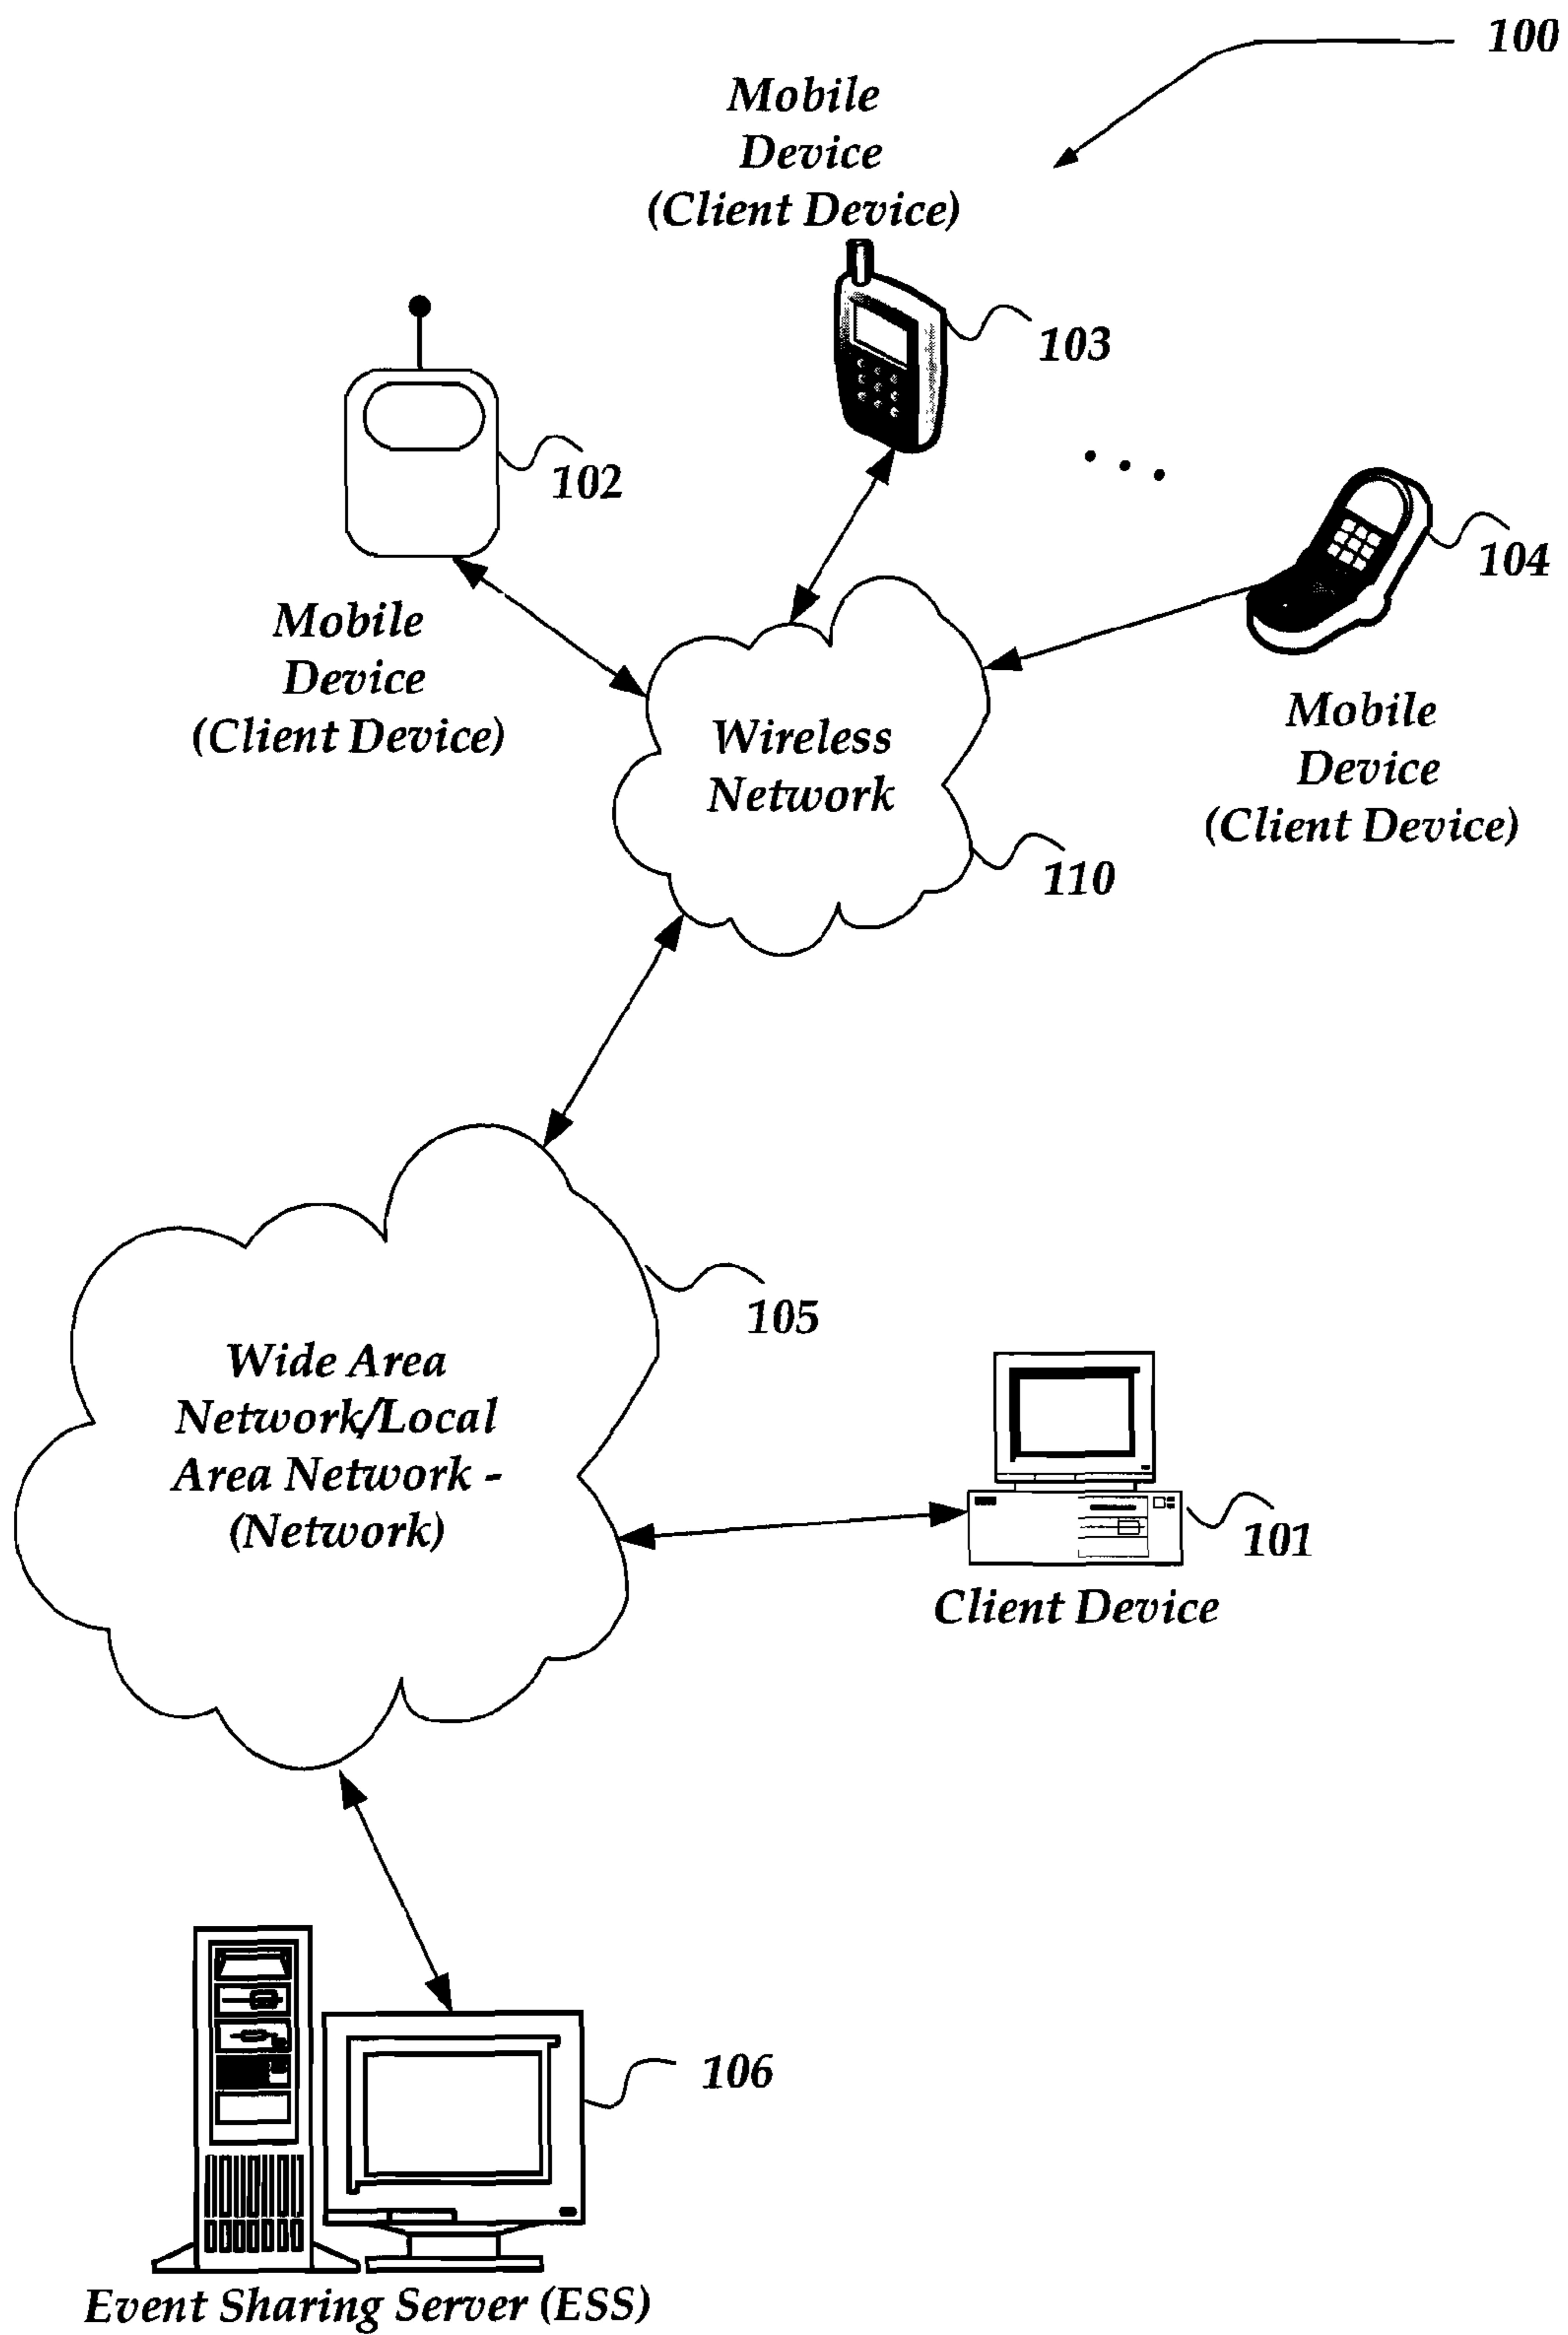 100
Mobile
Device
(Client Device)
103
102
104
Mobile
Device
(Client Device)
Mobile
Device
(Client Device)
Wireless
Network
110
105
Wide Area
Network/Local
Area Network -
(Network)
101
Client Device
106
Event Sharing Server (ESS)